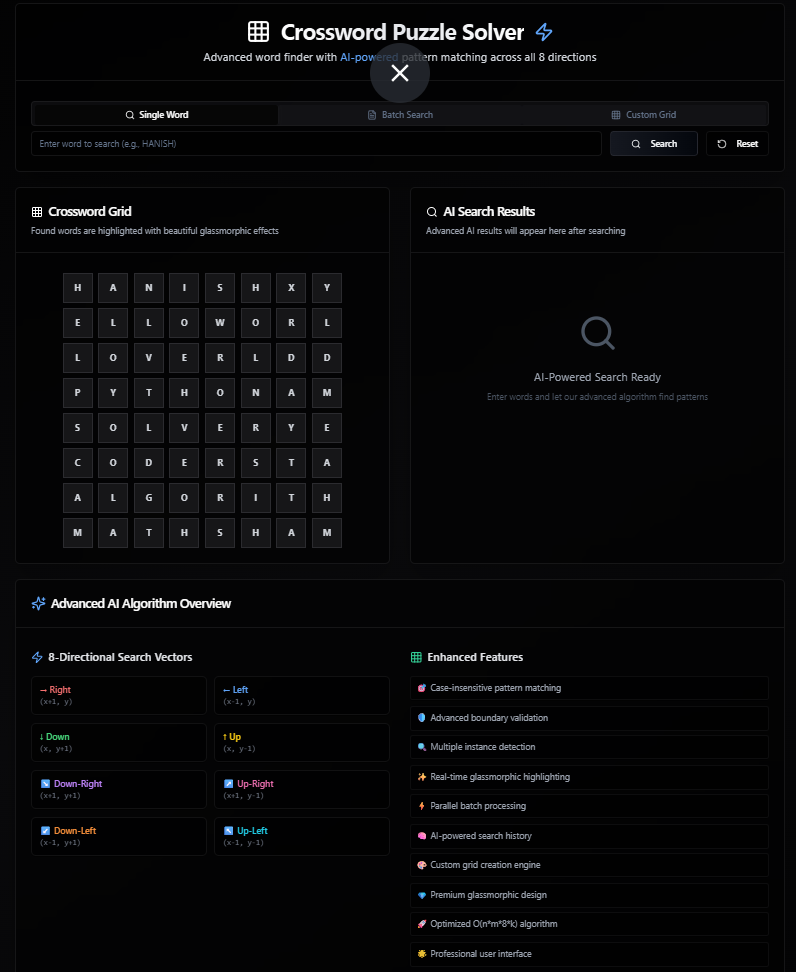 Crossword Puzzle Solver
Advanced word finder with AI-powered pattern matching across all 8 directions
Single Word
Batch Search
Custom Grid
Enter word to search (e.g., HANISH)
Search
Reset
Crossword Grid
Found words are highlighted with beautiful glassmorphic effects
H A N I S H X Y
E L L O W O R L
L O V E R L D D
P Y T H O N A M
S O L V E R Y E
C O D E R S T A
A L G O R I T H
M A T H S H A M
AI Search Results
Advanced AI results will appear here after searching
AI-Powered Search Ready
Enter words and let our advanced algorithm find patterns
Advanced AI Algorithm Overview
8-Directional Search Vectors
→ Right
(x+1, y)
← Left
(x-1, y)
↓ Down
(x, y+1)
↑ Up
(x, y-1)
↘ Down-Right
(x+1, y+1)
↗ Up-Right
(x+1, y-1)
↙ Down-Left
(x-1, y+1)
↖ Up-Left
(x-1, y-1)
Enhanced Features
Case-insensitive pattern matching
Advanced boundary validation
Multiple instance detection
Real-time glassmorphic highlighting
Parallel batch processing
AI-powered search history
Custom grid creation engine
Premium glassmorphic design
Optimized O(n*m*8*k) algorithm
Professional user interface